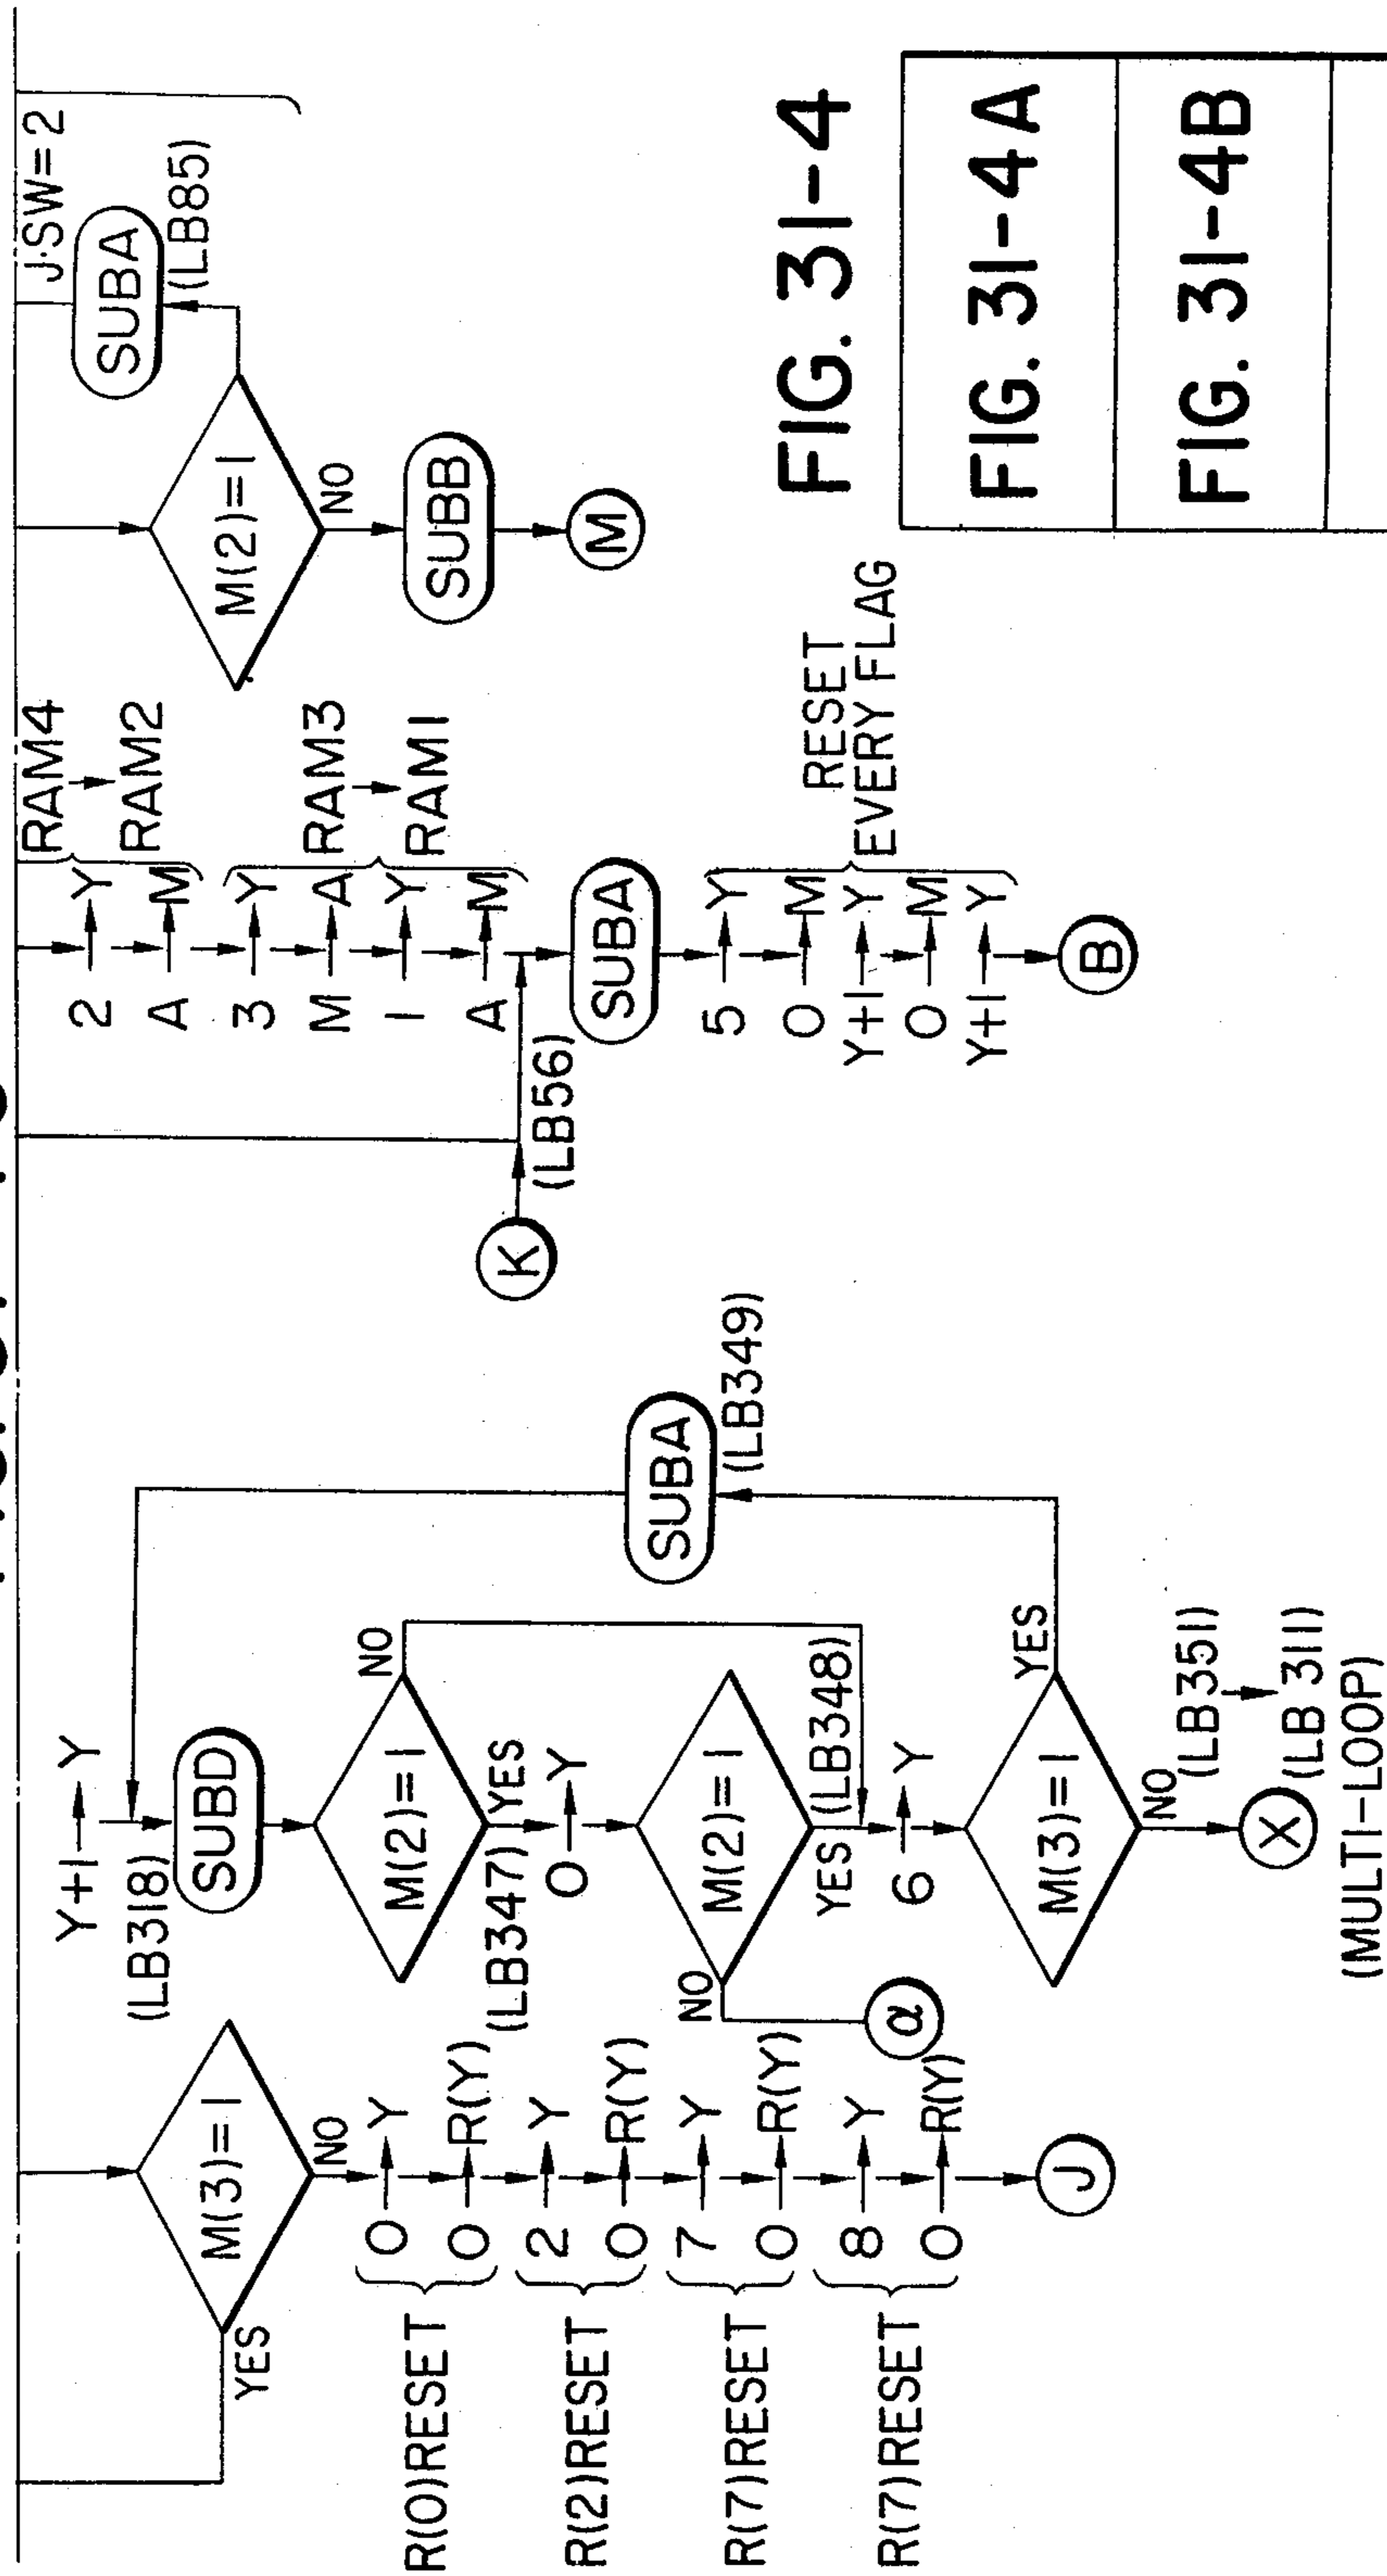 M(3)=1
YES
NO
0→Y
0→R(Y)
R(0)RESET
2→Y
0→R(Y)
R(2)RESET
7→Y
0→R(Y)
R(7)RESET
8→Y
0→R(Y)
R(7)RESET
J
Y+1→Y
(LB318)
SUBD
M(2)=1
NO
(LB347)
YES
0→Y
M(2)=1
NO
α
YES
(LB348)
6→Y
M(3)=1
YES
SUBA
(LB349)
NO
X
(LB351)
(LB311)
(MULTI-LOOP)
2→Y
A→M
RAM4
RAM2
3→Y
M→A
1→Y
A→M
RAM3
RAM1
K
(LB56)
SUBA
5→Y
0→M
Y+1→Y
0→M
Y+1→Y
RESET
EVERY FLAG
B
J·SW=2
SUBA
(LB85)
M(2)=1
NO
SUBB
M
FIG. 31-4
FIG. 31-4A
FIG. 31-4B